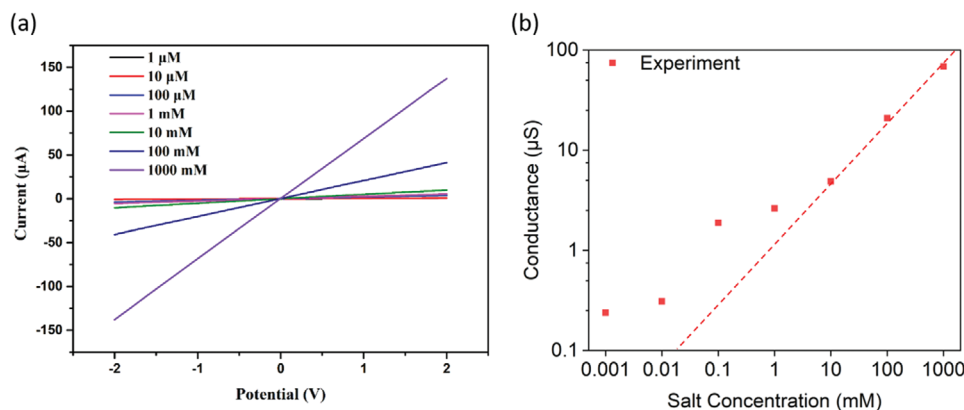 (a)
150
100
50
0
-50
-100
-150
Current (µA)
1 µM
10 µM
100 µM
1 mM
10 mM
100 mM
1000 mM
-2 -1 0 1 2
Potential (V)
(b)
100
10
1
0.1
Conductance (µS)
Experiment
0.001 0.01 0.1 1 10 100 1000
Salt Concentration (mM)